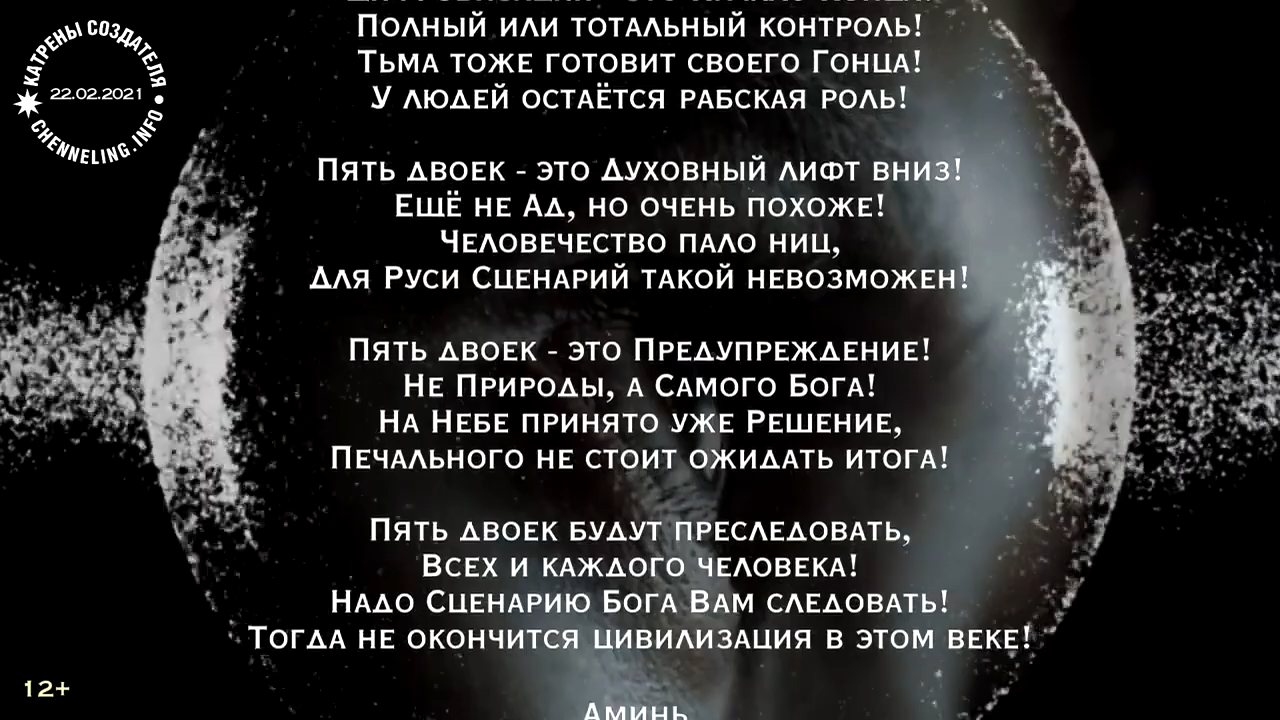 КАТРЕНЫ СОЗДАТЕЛЯ
22.02.2021
CHENNELING.INFO
Полный или тотальный контроль!
Тьма тоже готовит своего Гонца!
У людей остаётся рабская роль!
Пять двоек - это Духовный лифт вниз!
Ещё не Ад, но очень похоже!
Человечество пало ниц,
Для Руси Сценарий такой невозможен!
Пять двоек - это Предупреждение!
Не Природы, а Самого Бога!
На Небе принято уже Решение,
Печального не стоит ожидать итога!
Пять двоек будут преследовать,
Всех и каждого человека!
Надо Сценарию Бога Вам следовать!
Тогда не окончится цивилизация в этом веке!
Аминь
12+